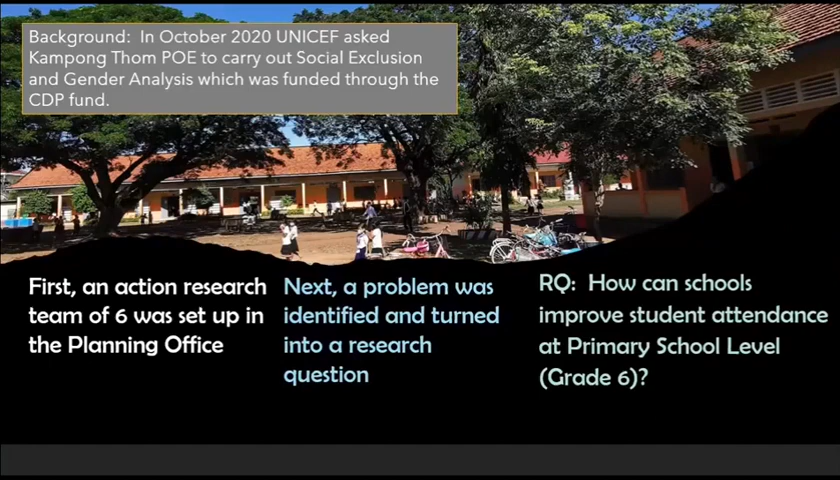 Background:  In October 2020 UNICEF asked
Kampong Thom POE to carry out Social Exclusion
and Gender Analysis which was funded through the
CDP fund.
First, an action research
team of 6 was set up in
the Planning Office
Next, a problem was
identified and turned
into a research
question
RQ:  How can schools
improve student attendance
at Primary School Level
(Grade 6)?